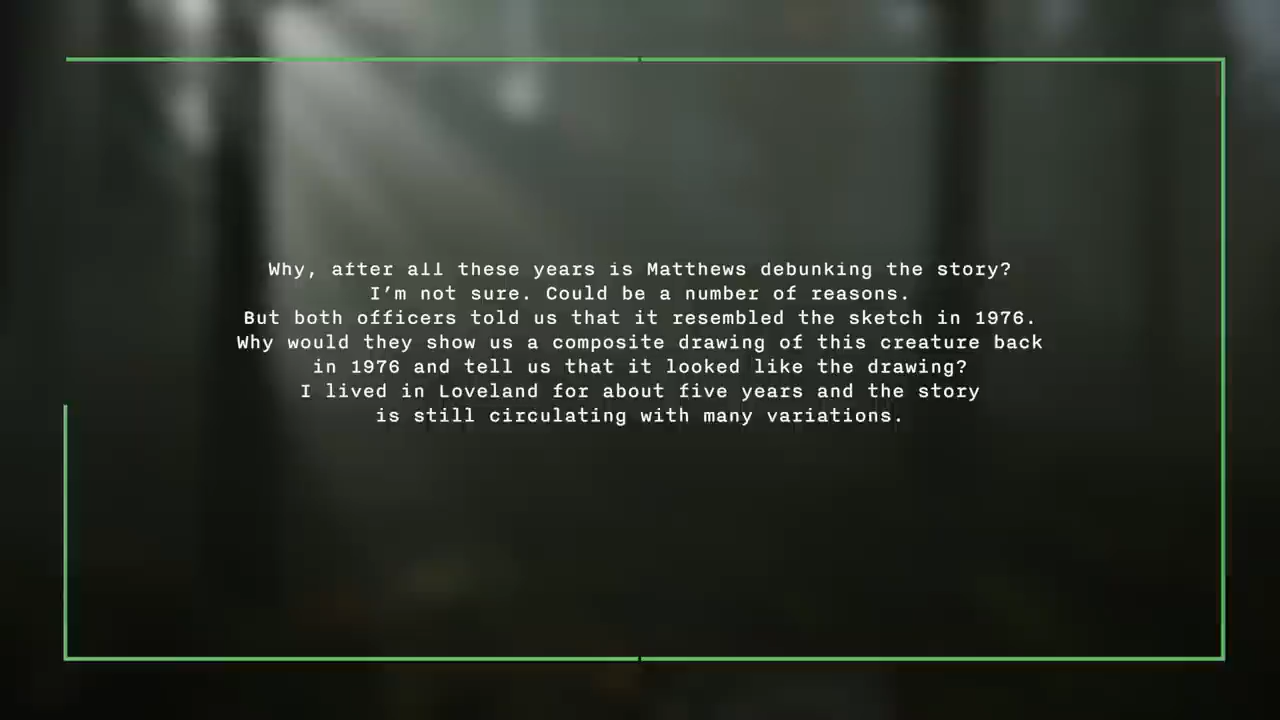 Why, after all these years is Matthews debunking the story?
I’m not sure. Could be a number of reasons.
But both officers told us that it resembled the sketch in 1976.
Why would they show us a composite drawing of this creature back
in 1976 and tell us that it looked like the drawing?
I lived in Loveland for about five years and the story
is still circulating with many variations.